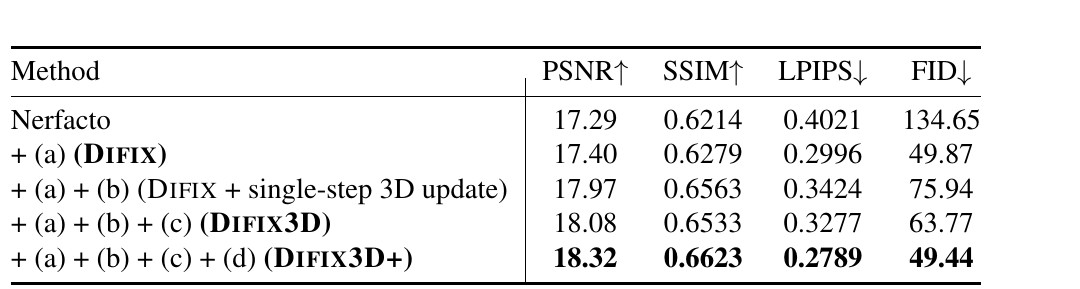 Method PSNR↑ SSIM↑ LPIPS↓ FID↓
Nerfacto 17.29 0.6214 0.4021 134.65
+ (a) (DIFIX) 17.40 0.6279 0.2996 49.87
+ (a) + (b) (DIFIX + single-step 3D update) 17.97 0.6563 0.3424 75.94
+ (a) + (b) + (c) (DIFIX3D) 18.08 0.6533 0.3277 63.77
+ (a) + (b) + (c) + (d) (DIFIX3D+) 18.32 0.6623 0.2789 49.44